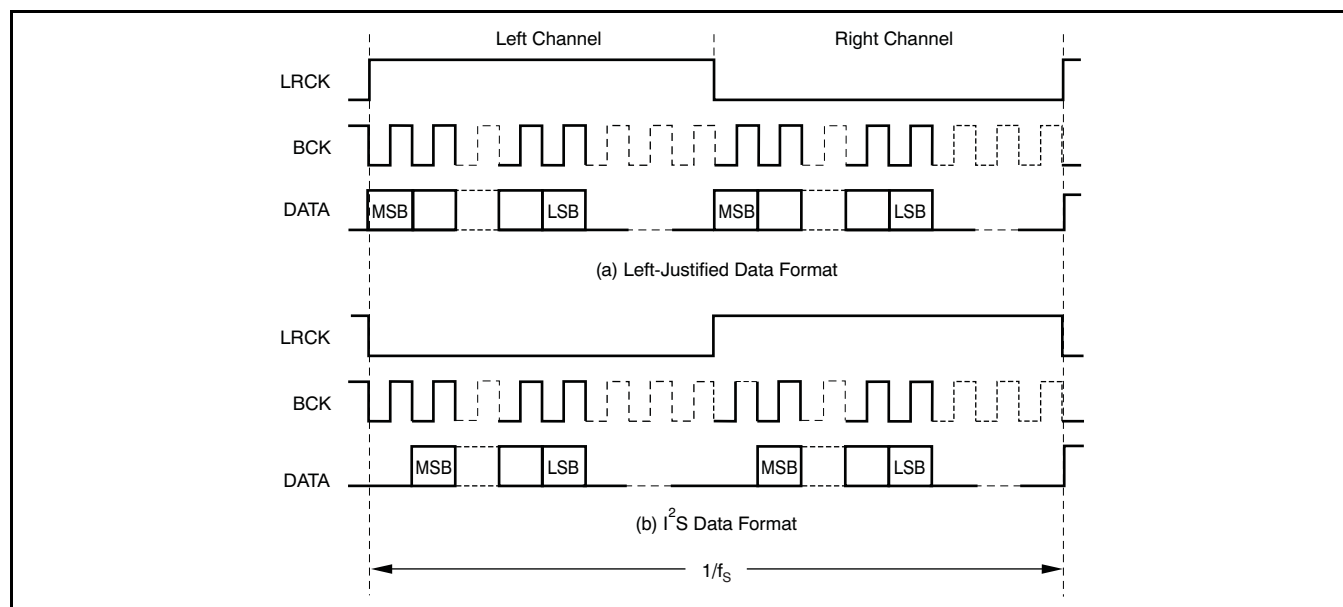 Left Channel Right Channel
LRCK
BCK
DATA MSB LSB MSB LSB
(a) Left-Justified Data Format
LRCK
BCK
DATA MSB LSB MSB LSB
(b) I²S Data Format
1/fS